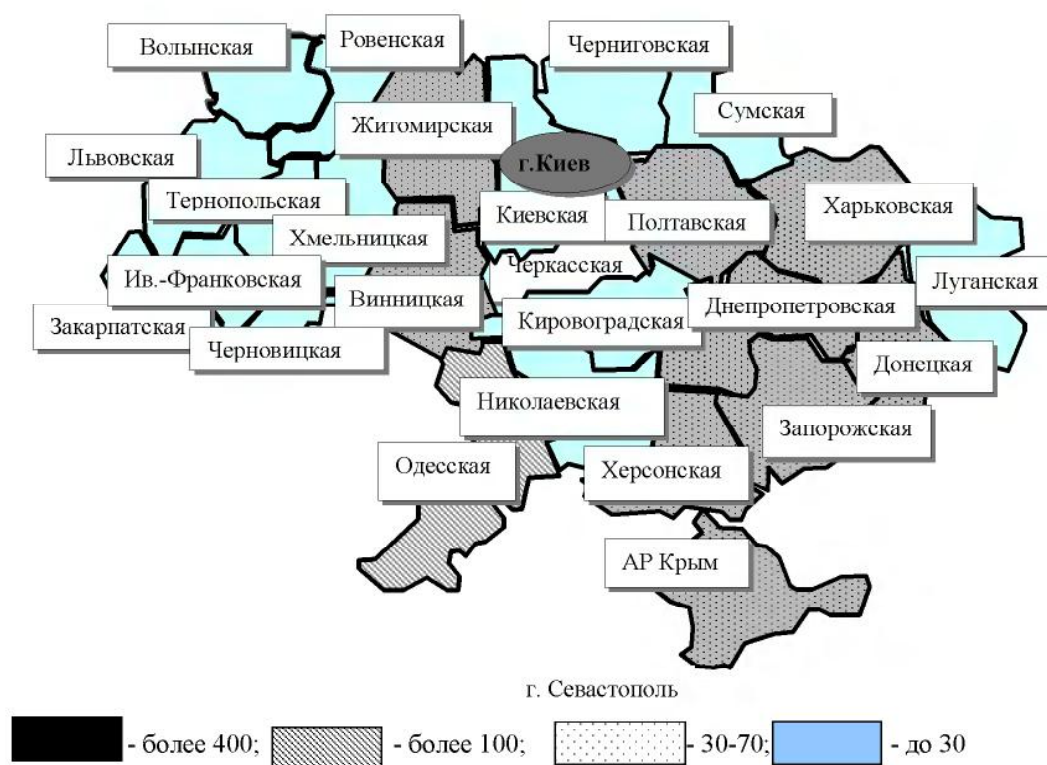 Волынская
Ровенская
Черниговская
Сумская
Житомирская
Львовская
г.Киев
Тернопольская
Киевская
Полтавская
Харьковская
Хмельницкая
Черкасская
Ив.-Франковская
Винницкая
Луганская
Днепропетровская
Закарпатская
Черновицкая
Кировоградская
Донецкая
Николаевская
Запорожская
Одесская
Херсонская
АР Крым
г. Севастополь
- более 400; - более 100; - 30-70; - до 30